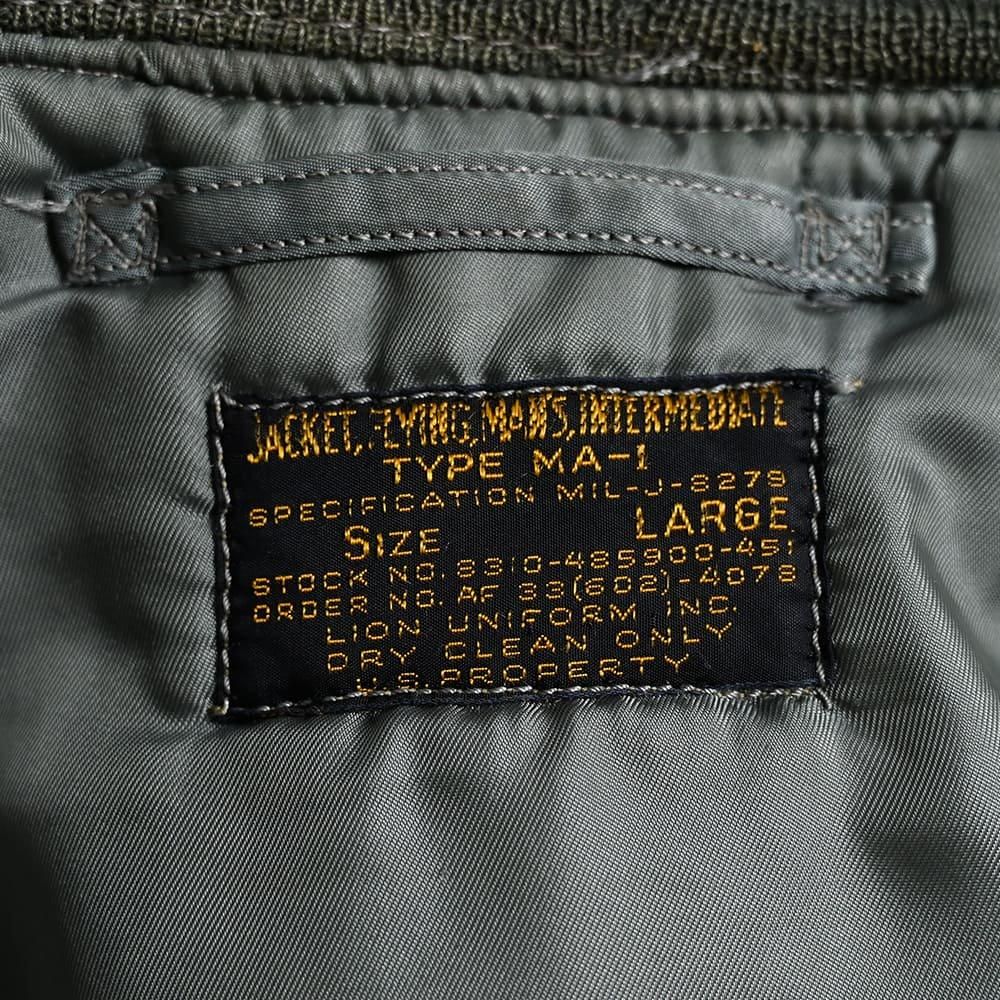 JACKET, FLYING, MAN'S, INTERMEDIATE
TYPE MA-1
SPECIFICATION MIL-J-8279
SIZE LARGE
STOCK NO. 8310-485900-451
ORDER NO. AF 33(602)-4078
LION UNIFORM INC.
DRY CLEAN ONLY
U.S. PROPERTY